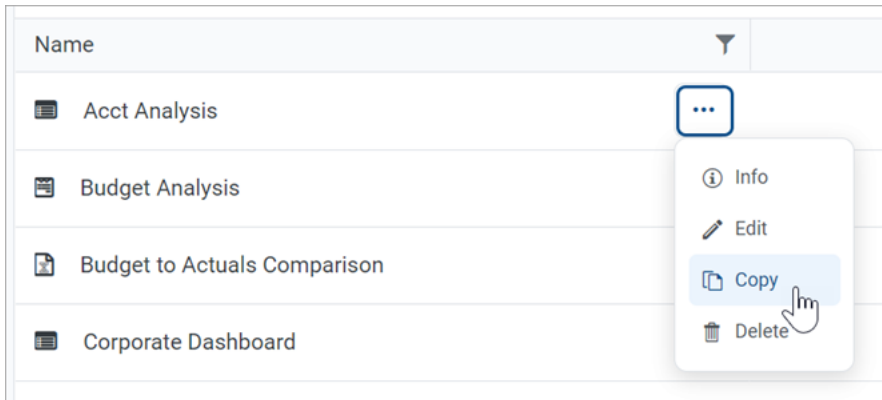 Name
Acct Analysis
Budget Analysis
Budget to Actuals Comparison
Corporate Dashboard
Info
Edit
Copy
Delete